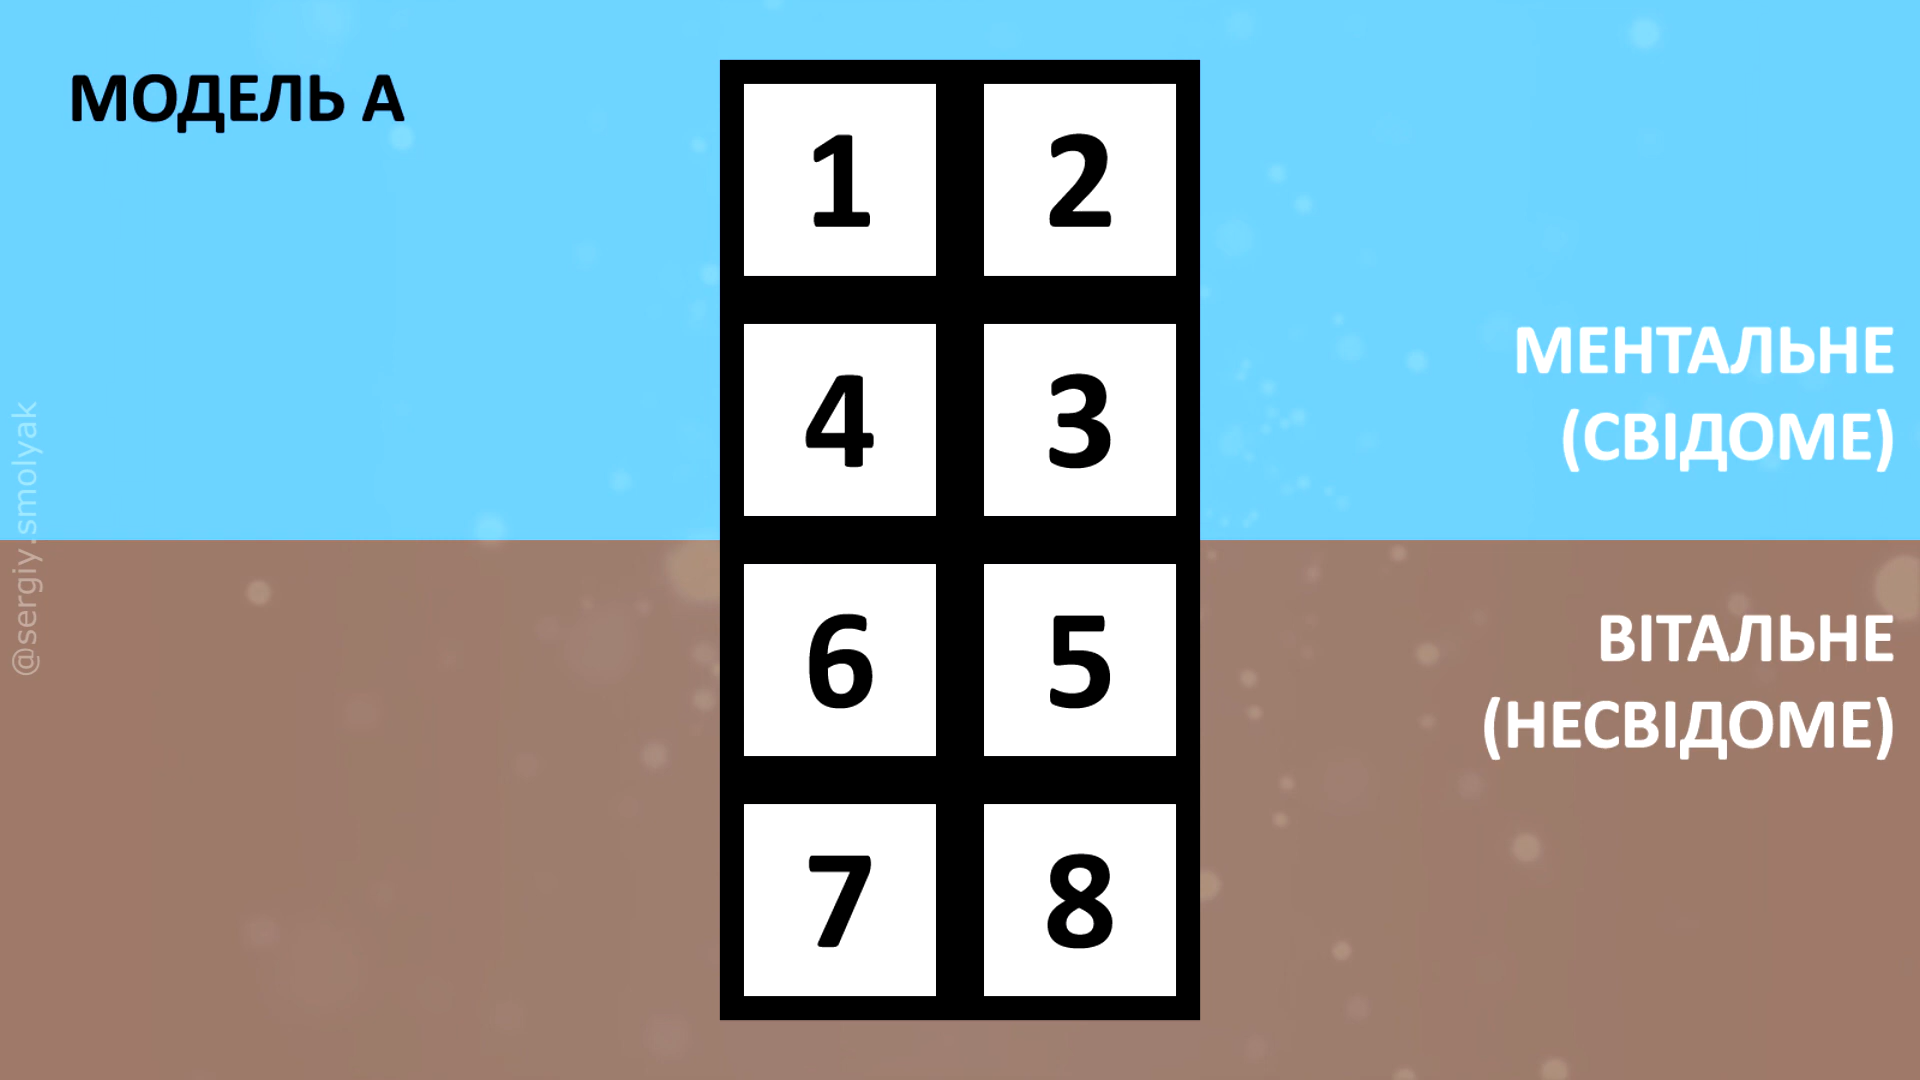 МОДЕЛЬ А
1 2
4 3
МЕНТАЛЬНЕ
(СВІДОМЕ)
6 5
ВІТАЛЬНЕ
(НЕСВІДОМЕ)
7 8
@sergiy.smolyak